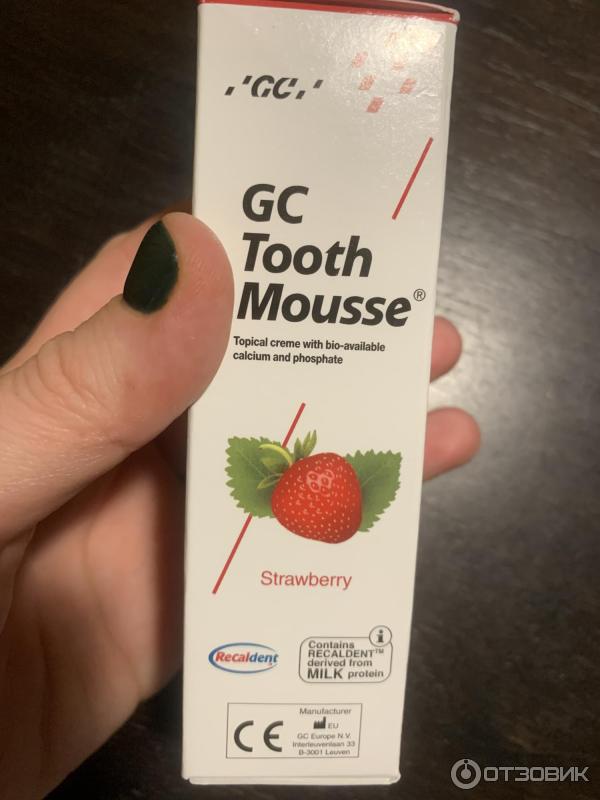 GC
GC
Tooth
Mousse®
Topical creme with bio-available
calcium and phosphate
Strawberry
Recaldent
Contains
RECALDENT™
derived from
MILK protein
i
CE
Manufacturer
EU
GC Europe N.V.
Interleuvenlaan 33
B-3001 Leuven
ОТЗОВИК